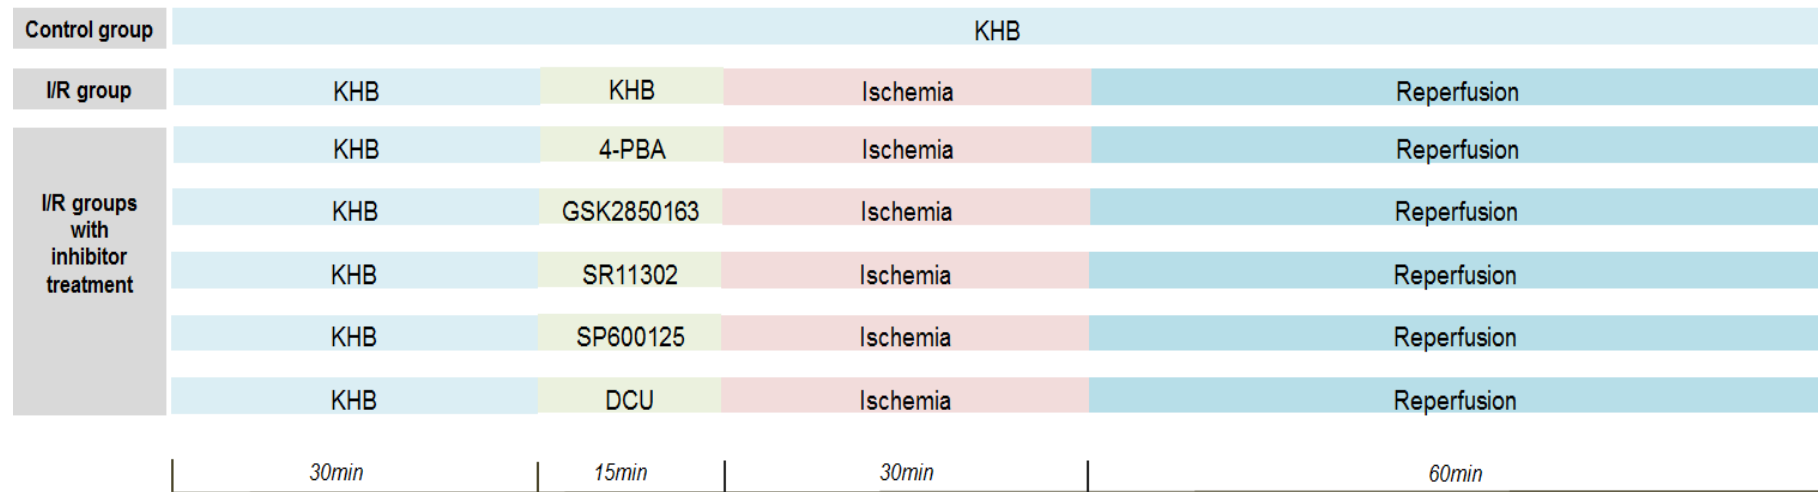 Control group KHB
I/R group KHB KHB Ischemia Reperfusion
KHB 4-PBA Ischemia Reperfusion
I/R groups
with
inhibitor
treatment
KHB GSK2850163 Ischemia Reperfusion
KHB SR11302 Ischemia Reperfusion
KHB SP600125 Ischemia Reperfusion
KHB DCU Ischemia Reperfusion
30min 15min 30min 60min